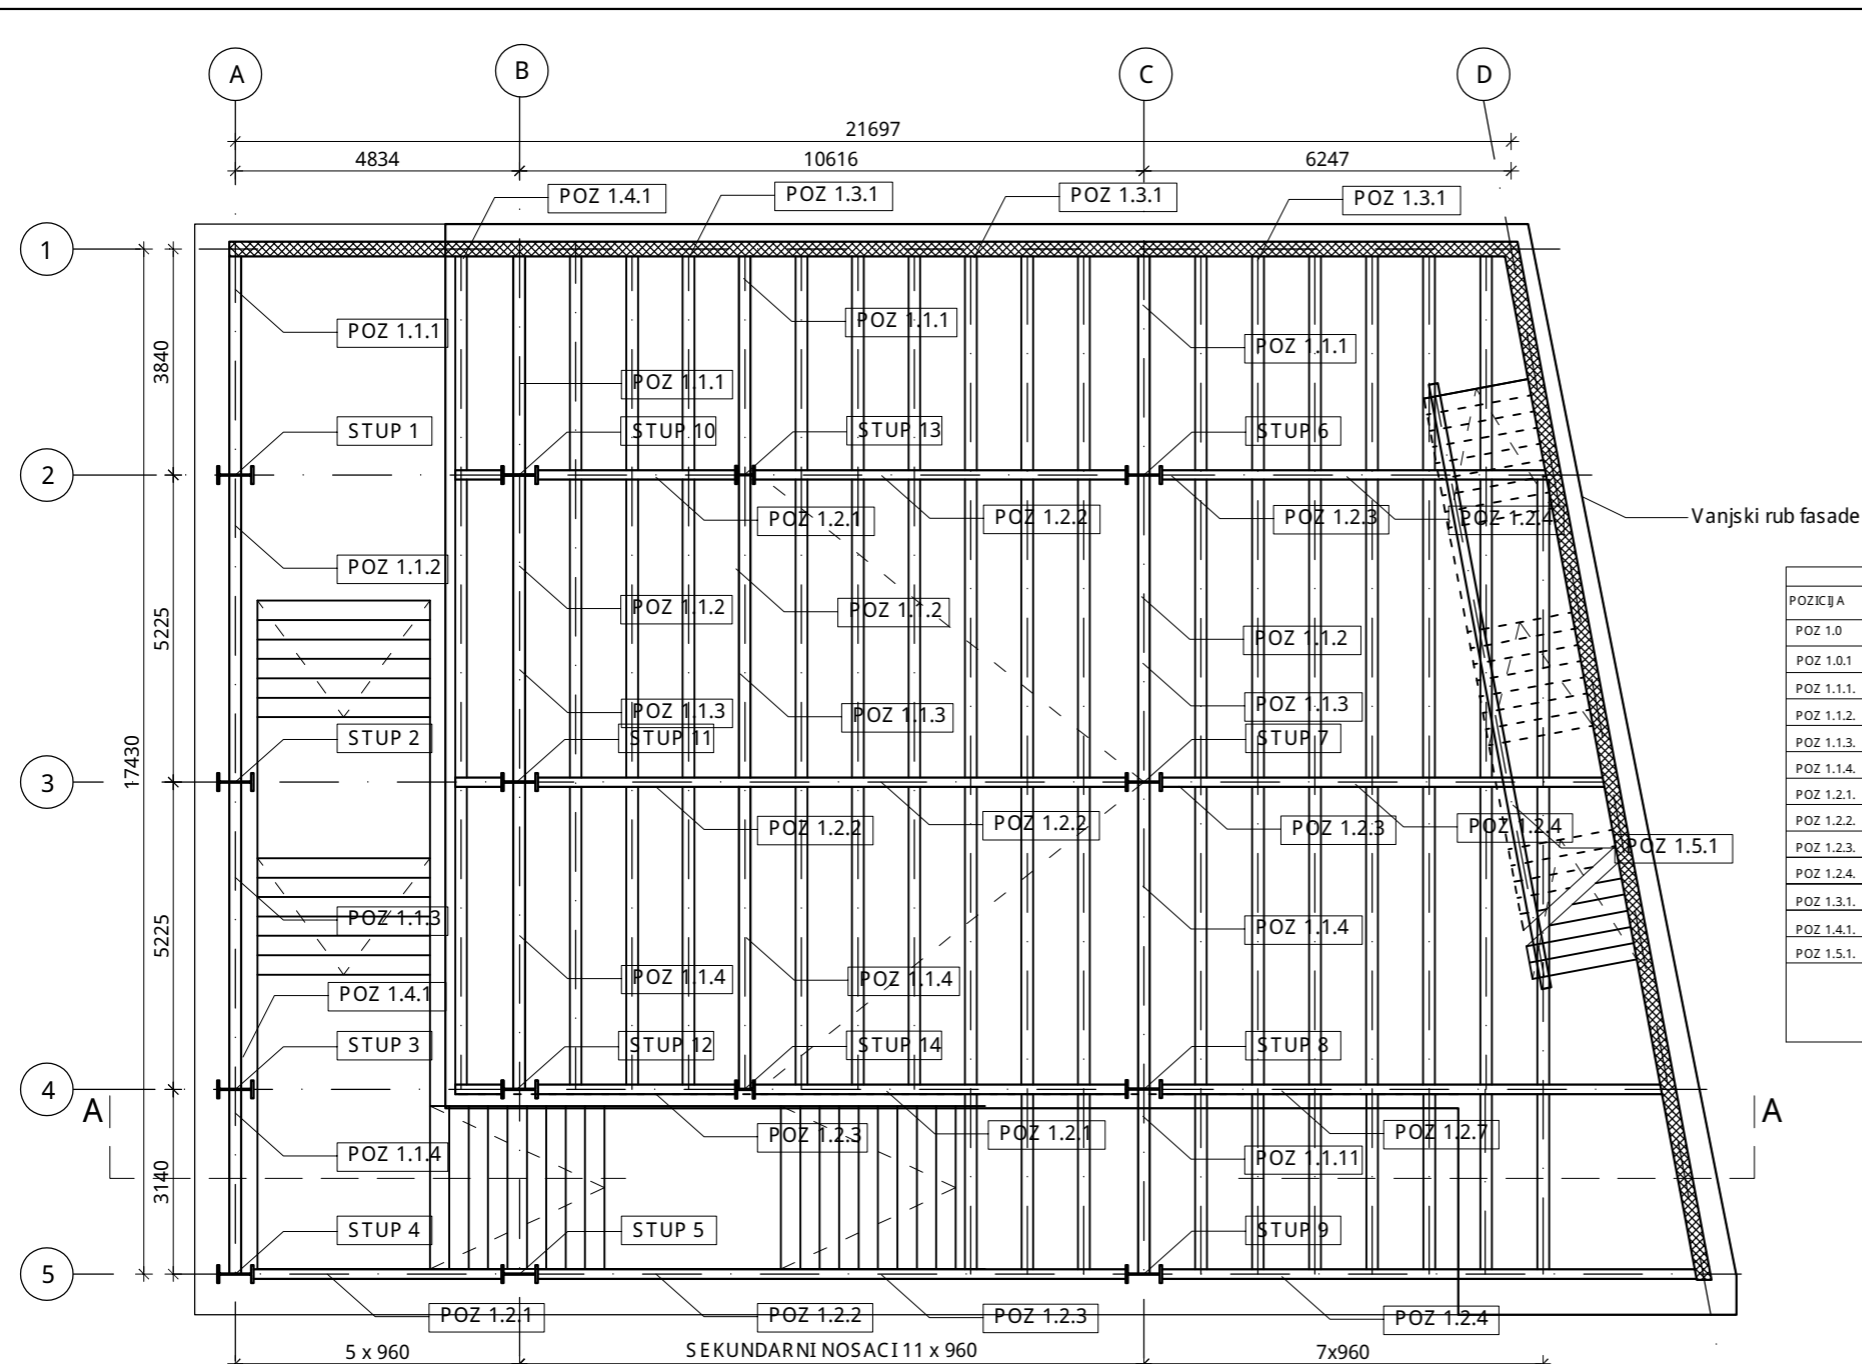 A
B
C
D
21697
4834
10616
6247
POZ 1.4.1
POZ 1.3.1
POZ 1.3.1
POZ 1.3.1
1
POZ 1.1.1
POZ 1.1.1
POZ 1.1.1
POZ 1.1.1
3840
STUP 1
STUP 10
STUP 13
STUP 6
2
POZ 1.2.1
POZ 1.2.2
POZ 1.2.3
POZ 1.2.4
Vanjski rub fasade
POZ 1.1.2
POZ 1.1.2
POZ 1.1.2
POZ 1.1.2
5225
POZICIJA
POZ 1.0
POZ 1.0.1
POZ 1.1.1.
POZ 1.1.2.
POZ 1.1.3.
POZ 1.1.4.
POZ 1.2.1.
POZ 1.2.2.
POZ 1.2.3.
POZ 1.2.4.
POZ 1.3.1.
POZ 1.4.1.
POZ 1.5.1.
POZ 1.1.3
POZ 1.1.3
POZ 1.1.3
STUP 2
STUP 11
STUP 7
17430
3
POZ 1.2.2
POZ 1.2.2
POZ 1.2.3
POZ 1.2.4
POZ 1.5.1
POZ 1.1.3
5225
POZ 1.1.4
POZ 1.1.4
POZ 1.1.4
POZ 1.4.1
STUP 3
STUP 12
STUP 14
STUP 8
4
A
A
POZ 1.2.3
POZ 1.2.1
POZ 1.2.7
POZ 1.1.4
POZ 1.1.11
3140
STUP 4
STUP 5
STUP 9
5
POZ 1.2.1
POZ 1.2.2
POZ 1.2.3
POZ 1.2.4
5 x 960
SEKUNDARNI NOSACI 11 x 960
7x960